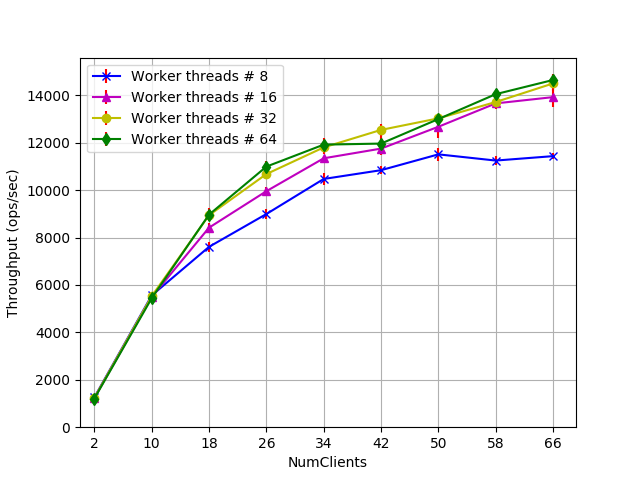 Worker threads # 8
Worker threads # 16
Worker threads # 32
Worker threads # 64
Throughput (ops/sec)
14000
12000
10000
8000
6000
4000
2000
0
2 10 18 26 34 42 50 58 66
NumClients